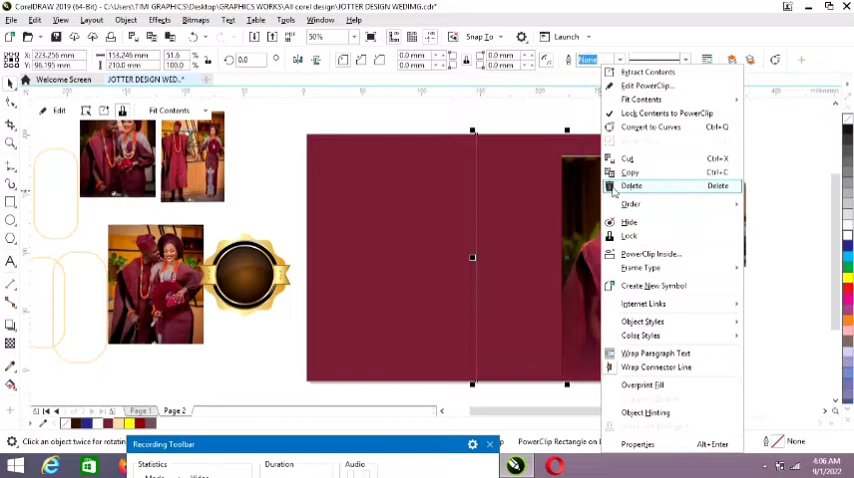 CorelDRAW 2019 (64-Bit) - C:\Users\TIMI GRAPHICS\Desktop\GRAPHICS WORKS\All corel design\JOTTER DESIGN WEDIMG.cdr*
File Edit View Layout Object Effects Bitmaps Text Table Tools Window Help
50% Snap To Launch
X: 223.256 mm 153.246 mm 51.6 % 0.0 0.0 mm 0.0 mm 0.0 mm 0.0 mm None
Y: 96.195 mm 210.0 mm 100.0 %
Welcome Screen JOTTER DESIGN WED...*
millimeters
Edit Fit Contents
Extract Contents
Edit PowerClip...
Fit Contents
Lock Contents to PowerClip
Convert to Curves Ctrl+Q
Cut Ctrl+X
Copy Ctrl+C
Delete Delete
Order
Hide
Lock
PowerClip Inside...
Frame Type
Create New Symbol
Internet Links
Object Styles
Color Styles
Wrap Paragraph Text
Wrap Connector Line
Overprint Fill
Object Hinting
Properties Alt+Enter
2 of 2 Page 1 Page 2
Click an object twice for rotating PowerClip Rectangle on None
Recording Toolbar
Statistics Duration Audio
4:06 AM
9/1/2022